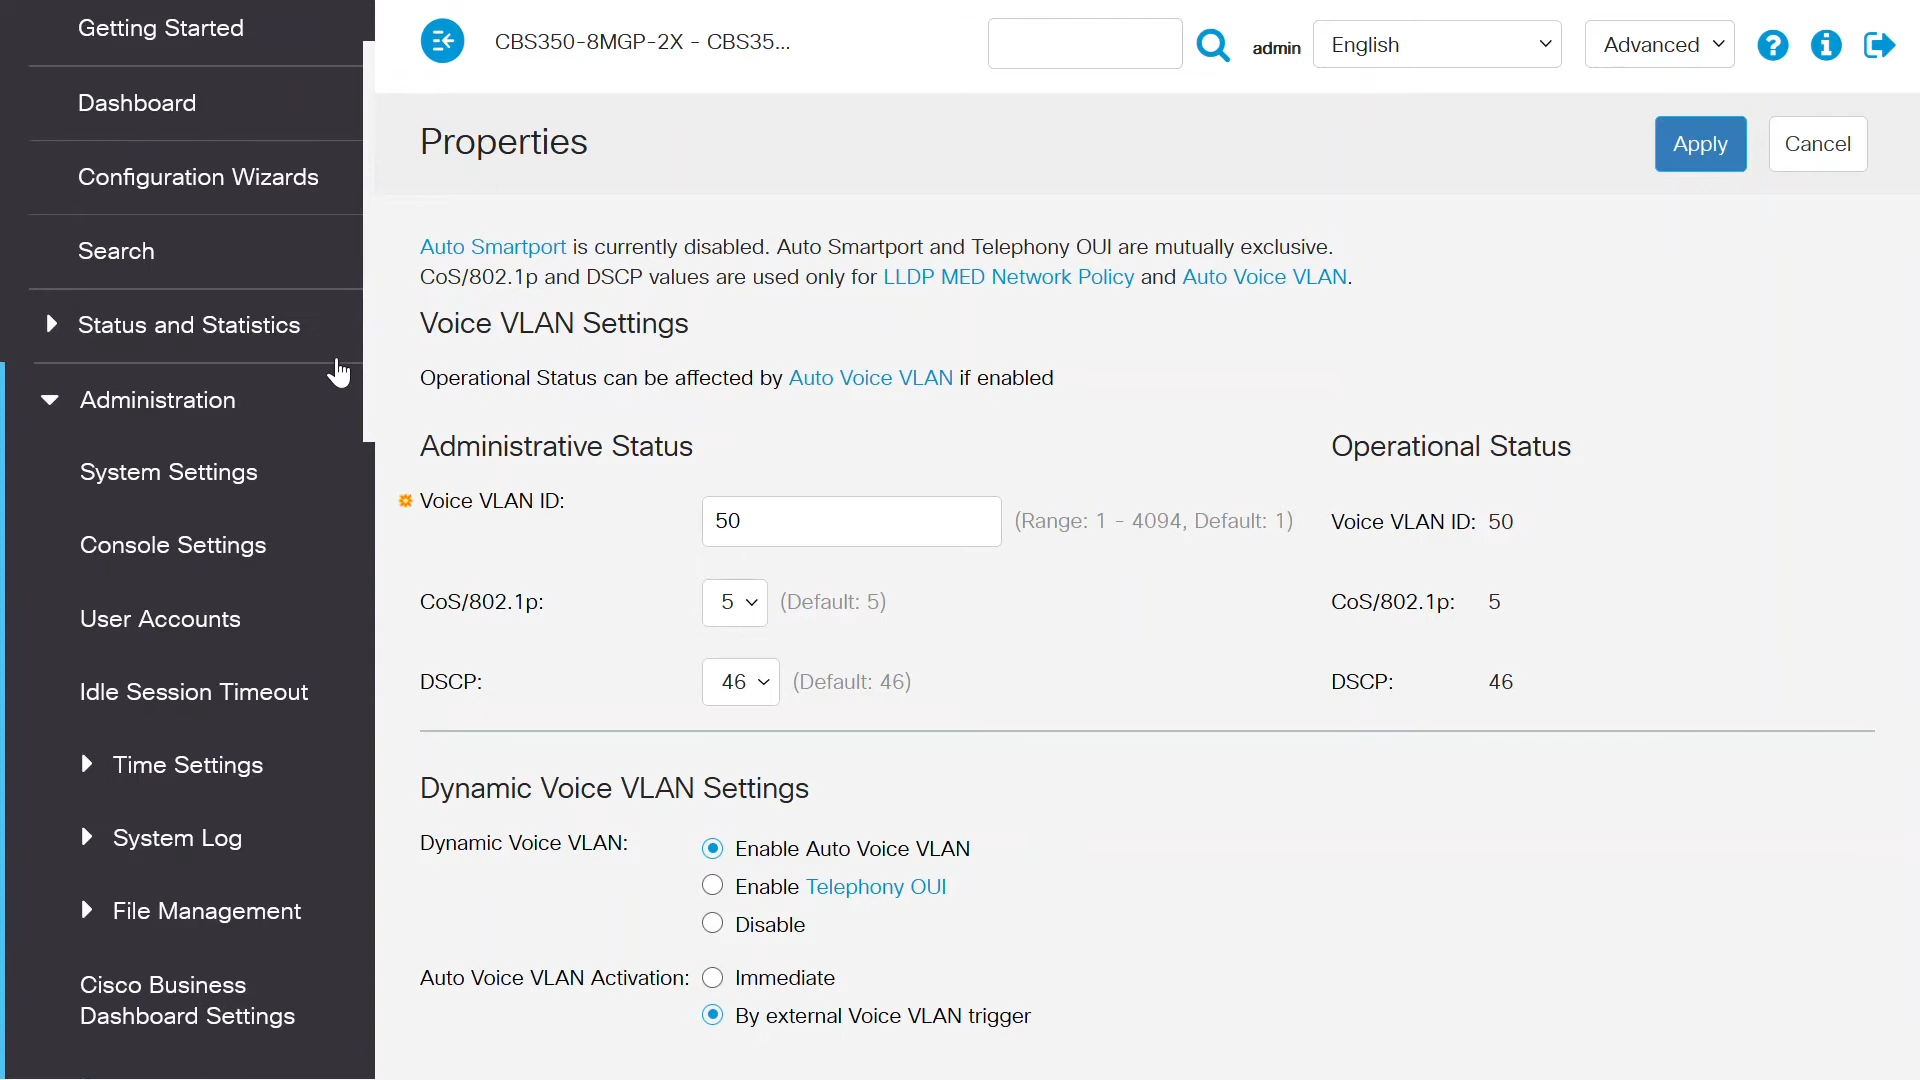 Getting Started
Dashboard
Configuration Wizards
Search
Status and Statistics
Administration
System Settings
Console Settings
User Accounts
Idle Session Timeout
Time Settings
System Log
File Management
Cisco Business
Dashboard Settings
CBS350-8MGP-2X - CBS35...
admin
English
Advanced
Properties
Apply
Cancel
Auto Smartport is currently disabled. Auto Smartport and Telephony OUI are mutually exclusive.
CoS/802.1p and DSCP values are used only for LLDP MED Network Policy and Auto Voice VLAN.
Voice VLAN Settings
Operational Status can be affected by Auto Voice VLAN if enabled
Administrative Status
Operational Status
Voice VLAN ID: 50 (Range: 1 - 4094, Default: 1)
Voice VLAN ID: 50
CoS/802.1p: 5 (Default: 5)
CoS/802.1p: 5
DSCP: 46 (Default: 46)
DSCP: 46
Dynamic Voice VLAN Settings
Dynamic Voice VLAN: Enable Auto Voice VLAN
Enable Telephony OUI
Disable
Auto Voice VLAN Activation: Immediate
By external Voice VLAN trigger